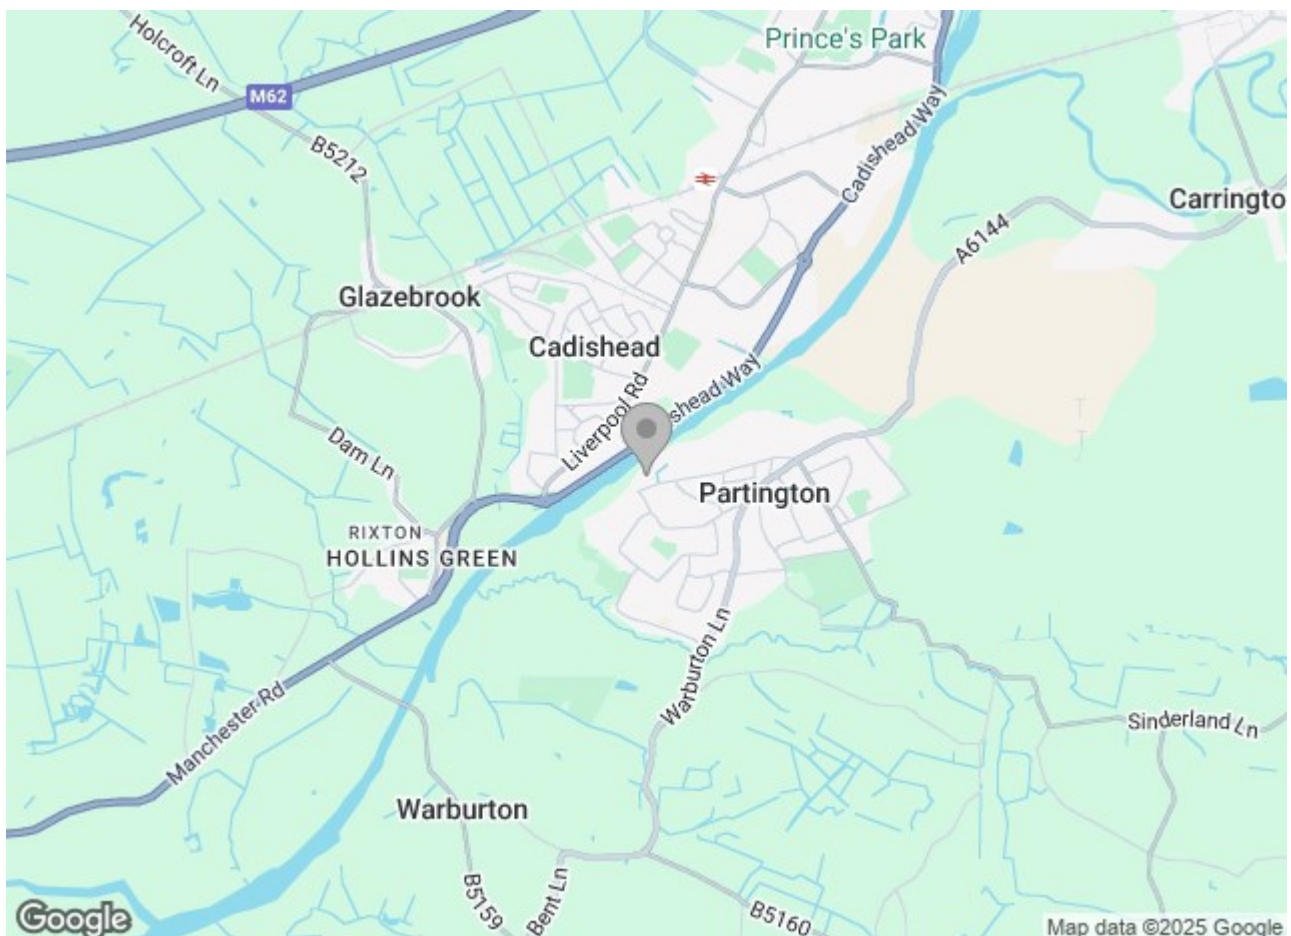 Holcroft Ln
Prince's Park
M62
B5212
Cadishead Way
Carringto
A6144
Glazebrook
Cadishead
Liverpool Rd
shead Way
Dam Ln
Partington
RIXTON
HOLLINS GREEN
Warburton Ln
Manchester Rd
Sinderland Ln
Warburton
B5159
Bent Ln
B5160
Google
Map data ©2025 Google